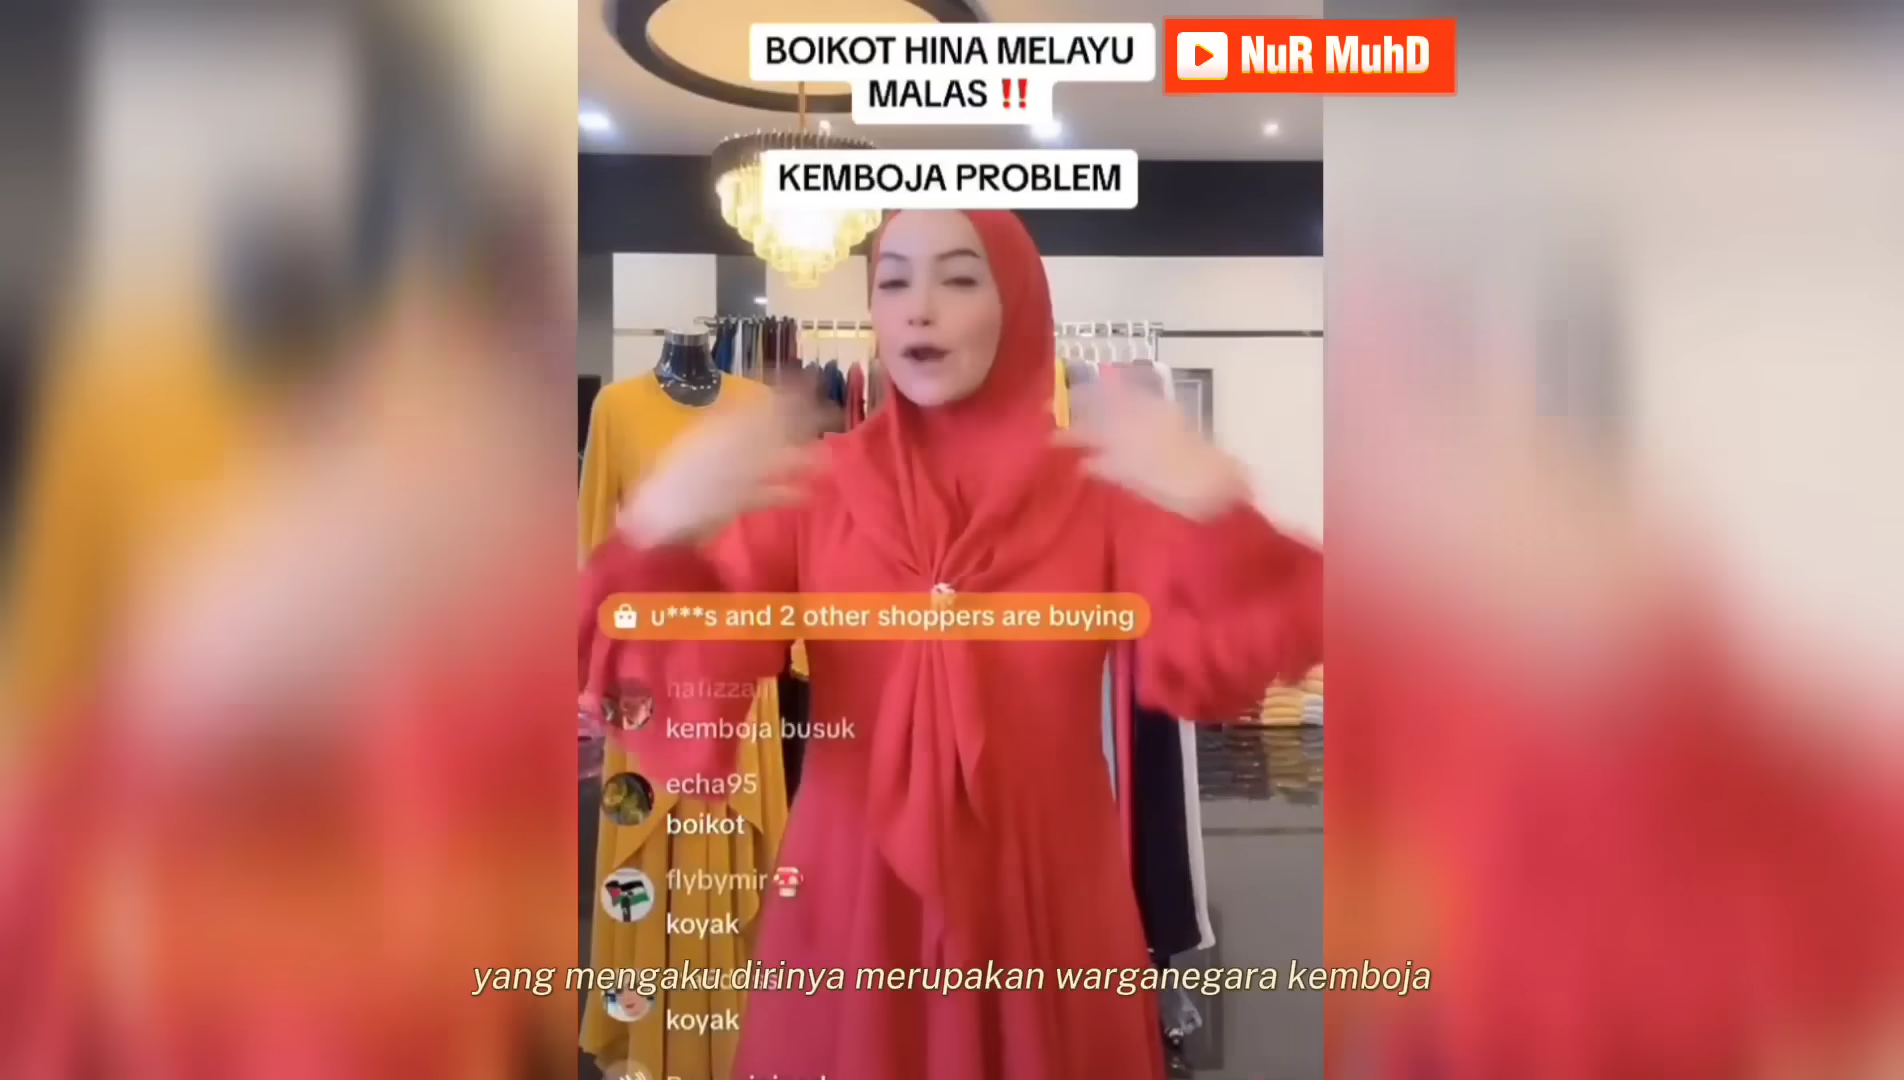 BOIKOT HINA MELAYU
MALAS ‼️
NuR MuhD
KEMBOJA PROBLEM
u***s and 2 other shoppers are buying
kemboja busuk
echa95
boikot
flybymir
koyak
yang mengaku dirinya merupakan warganegara kemboja
koyak